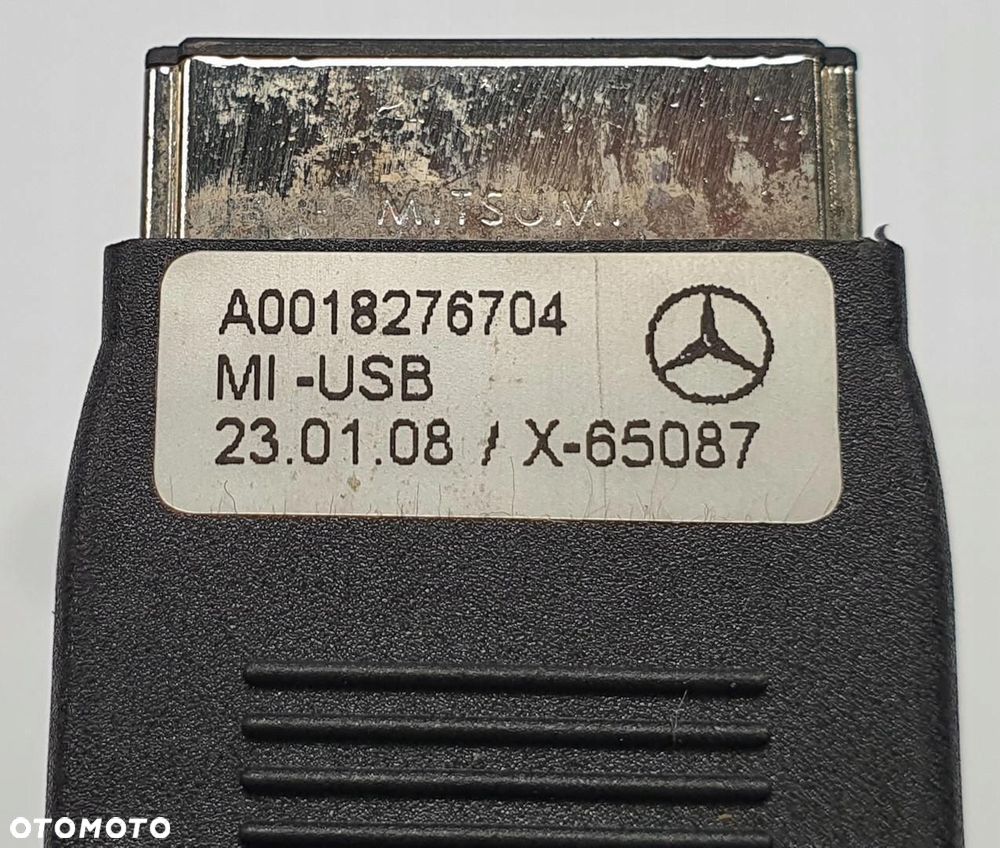 MITSUMI
A0018276704
MI -USB
23.01.08 / X-65087
OTOMOTO